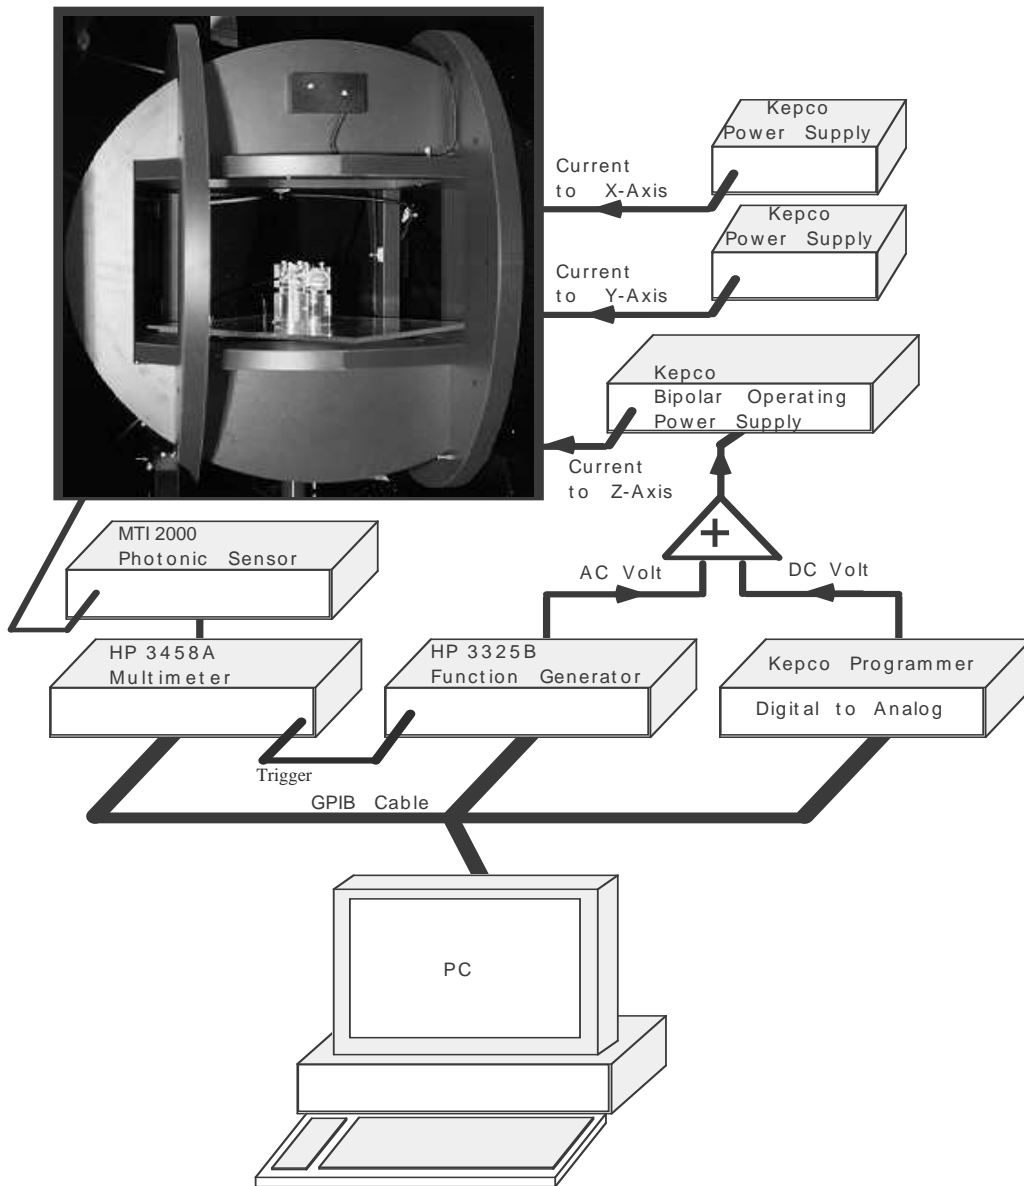 Kepco
Power Supply
Current
to X-Axis
Kepco
Power Supply
Current
to Y-Axis
Kepco
Bipolar Operating
Power Supply
Current
to Z-Axis
MTI 2000
Photonic Sensor
+
AC Volt
DC Volt
HP 3458A
Multimeter
HP 3325B
Function Generator
Kepco Programmer
Digital to Analog
Trigger
GPIB Cable
PC